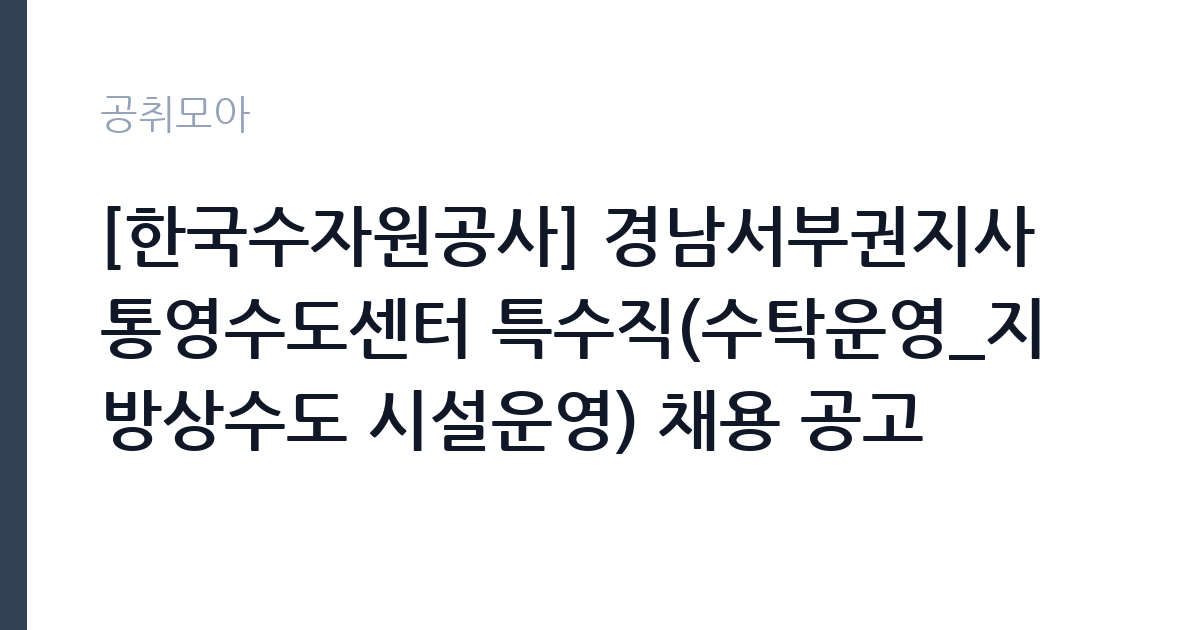 공취모아
[한국수자원공사] 경남서부권지사
통영수도센터 특수직(수탁운영_지
방상수도 시설운영) 채용 공고